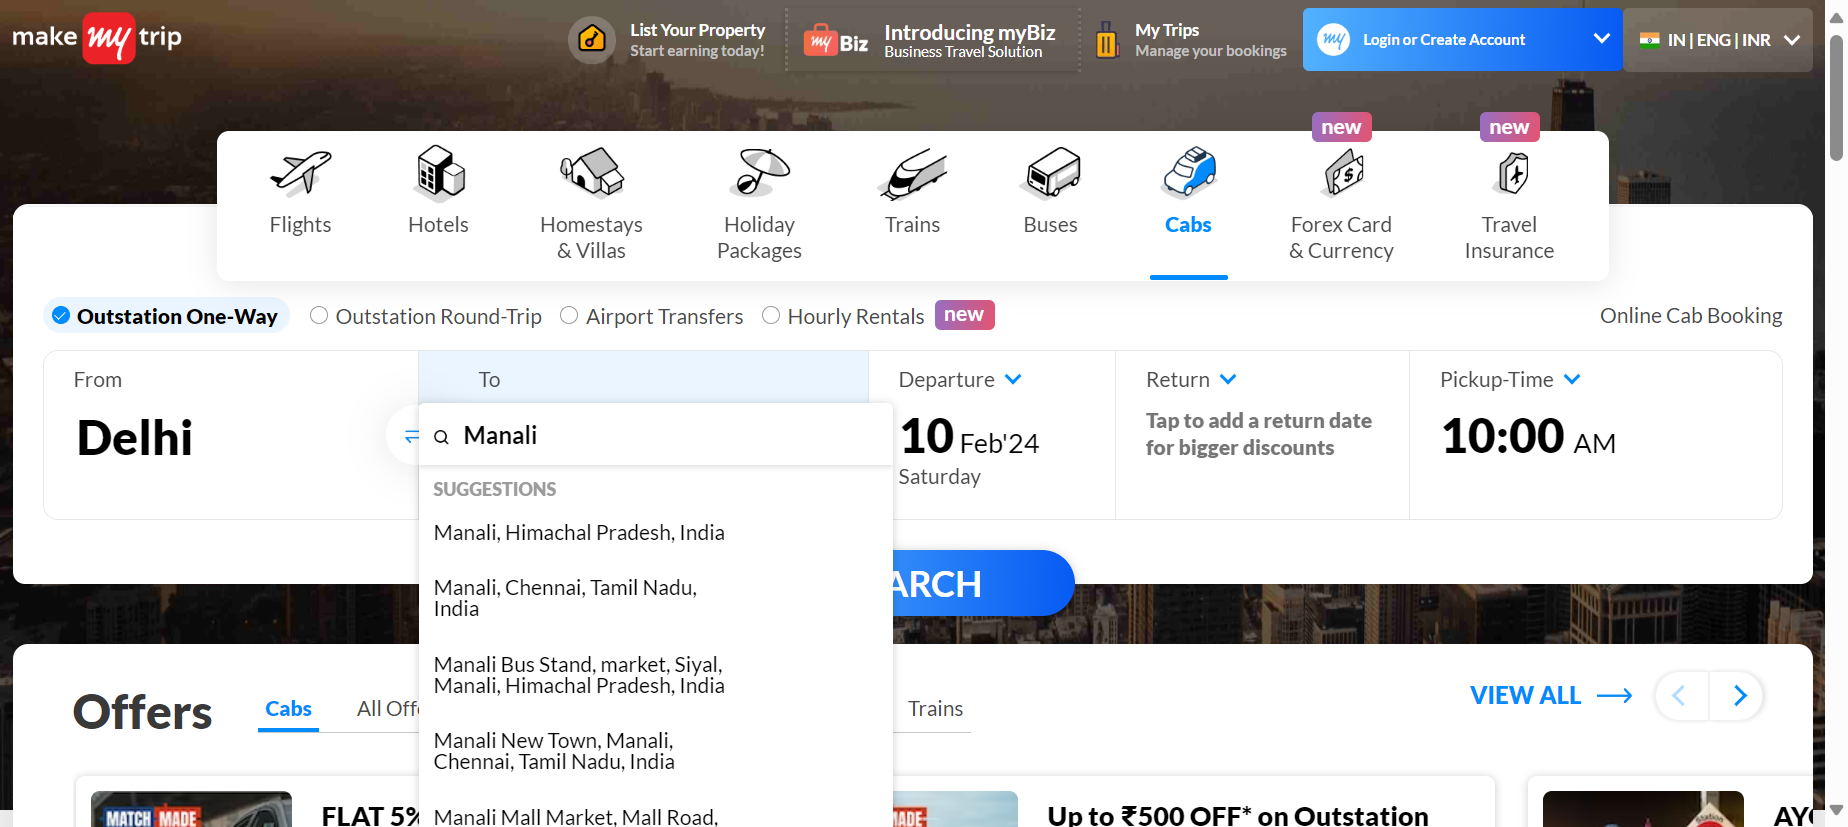 make my trip
List Your Property
Start earning today!
my Biz
Introducing myBiz
Business Travel Solution
My Trips
Manage your bookings
my Login or Create Account
IN | ENG | INR
new
new
Flights
Hotels
Homestays
& Villas
Holiday
Packages
Trains
Buses
Cabs
Forex Card
& Currency
Travel
Insurance
Outstation One-Way
Outstation Round-Trip
Airport Transfers
Hourly Rentals
new
Online Cab Booking
From
Delhi
To
Manali
Departure
10 Feb'24
Saturday
Return
Tap to add a return date
for bigger discounts
Pickup-Time
10:00 AM
SUGGESTIONS
Manali, Himachal Pradesh, India
Manali, Chennai, Tamil Nadu,
India
Manali Bus Stand, market, Siyal,
Manali, Himachal Pradesh, India
Manali New Town, Manali,
Chennai, Tamil Nadu, India
Manali Mall Market, Mall Road,
ARCH
Offers
Cabs
All Off
Trains
VIEW ALL
MATCH MADE
FLAT 5%
MADE
Up to ₹500 OFF* on Outstation
Station